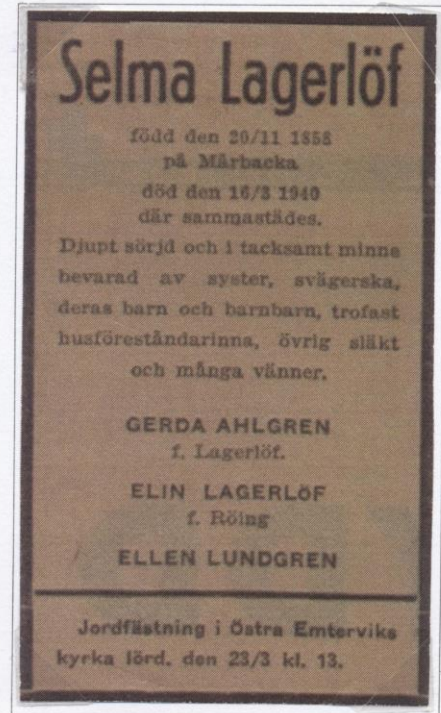 Selma Lagerlöf
född den 20/11 1858
på Mårbacka
död den 16/3 1940
där sammastädes.
Djupt sörjd och i tacksamt minne
bevarad av syster, svägerska,
deras barn och barnbarn, trofast
husföreståndarinna, övrig släkt
och många vänner.
GERDA AHLGREN
f. Lagerlöf.
ELIN LAGERLÖF
f. Röing
ELLEN LUNDGREN
Jordfästning i Östra Emterviks
kyrka lörd. den 23/3 kl. 13.